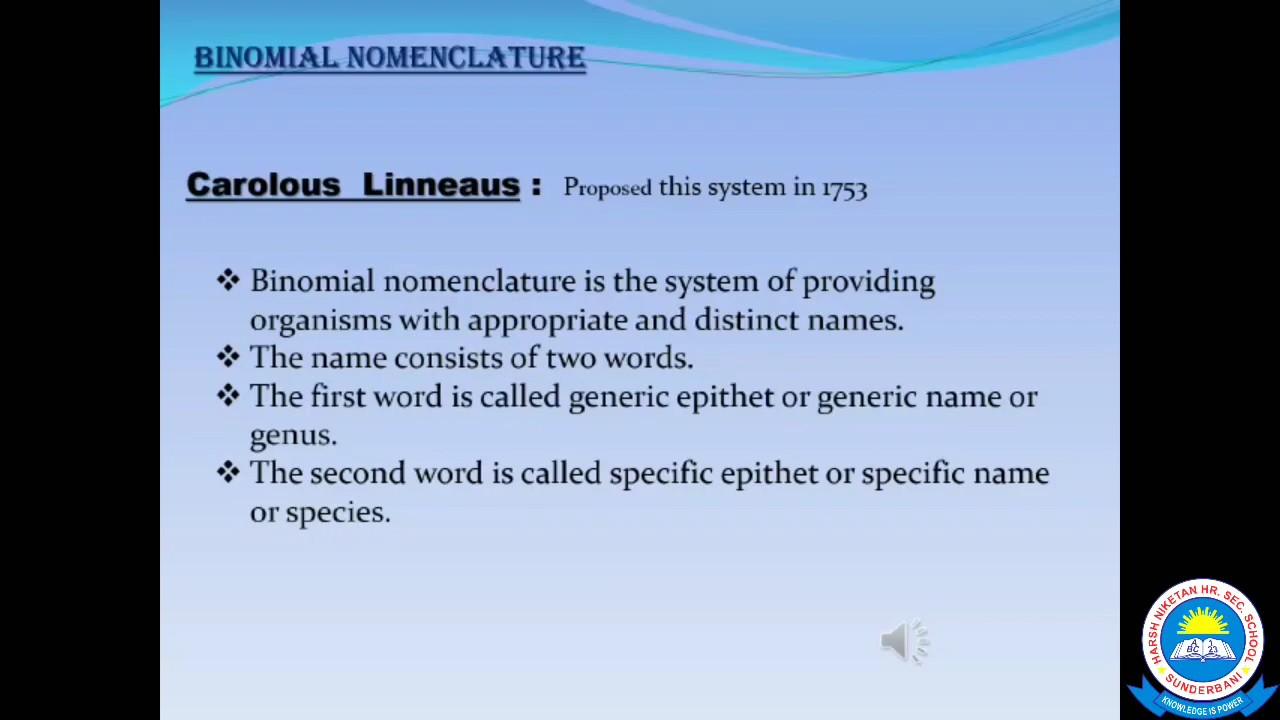 BINOMIAL NOMENCLATURE
Carolous Linneaus : Proposed this system in 1753
❖ Binomial nomenclature is the system of providing
organisms with appropriate and distinct names.
❖ The name consists of two words.
❖ The first word is called generic epithet or generic name or
genus.
❖ The second word is called specific epithet or specific name
or species.
HARSH NIKETAN HR. SEC. SCHOOL
ABC 123
SUNDERBANI
KNOWLEDGE IS POWER